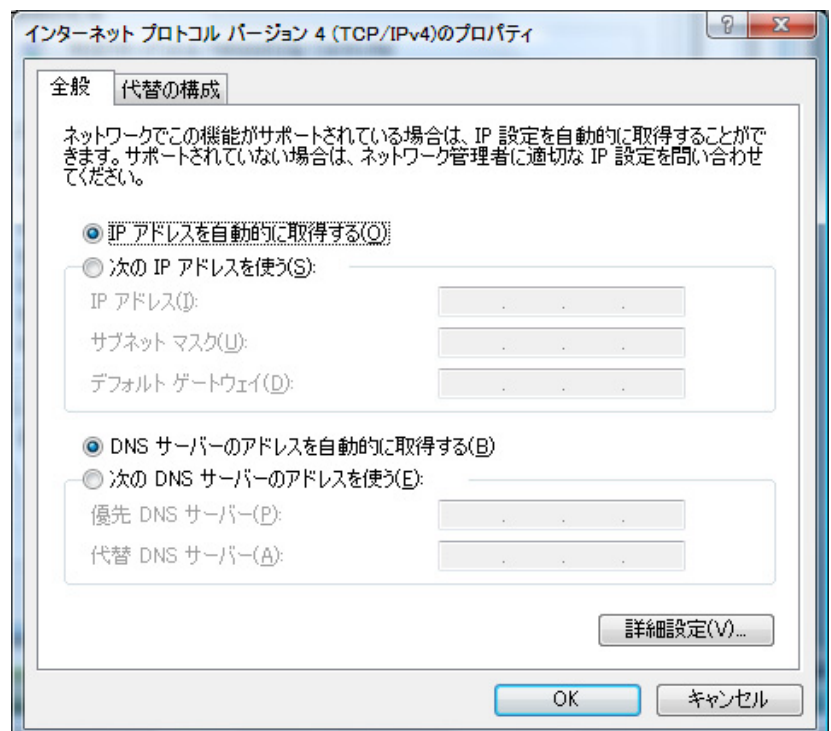 インターネット プロトコル バージョン 4 (TCP/IPv4)のプロパティ
全般
代替の構成
ネットワークでこの機能がサポートされている場合は、IP 設定を自動的に取得することがで
きます。サポートされていない場合は、ネットワーク管理者に適切な IP 設定を問い合わせ
てください。
IP アドレスを自動的に取得する(O)
次の IP アドレスを使う(S):
IP アドレス(I):
サブネット マスク(U):
デフォルト ゲートウェイ(D):
DNS サーバーのアドレスを自動的に取得する(B)
次の DNS サーバーのアドレスを使う(E):
優先 DNS サーバー(P):
代替 DNS サーバー(A):
詳細設定(V)...
OK
キャンセル